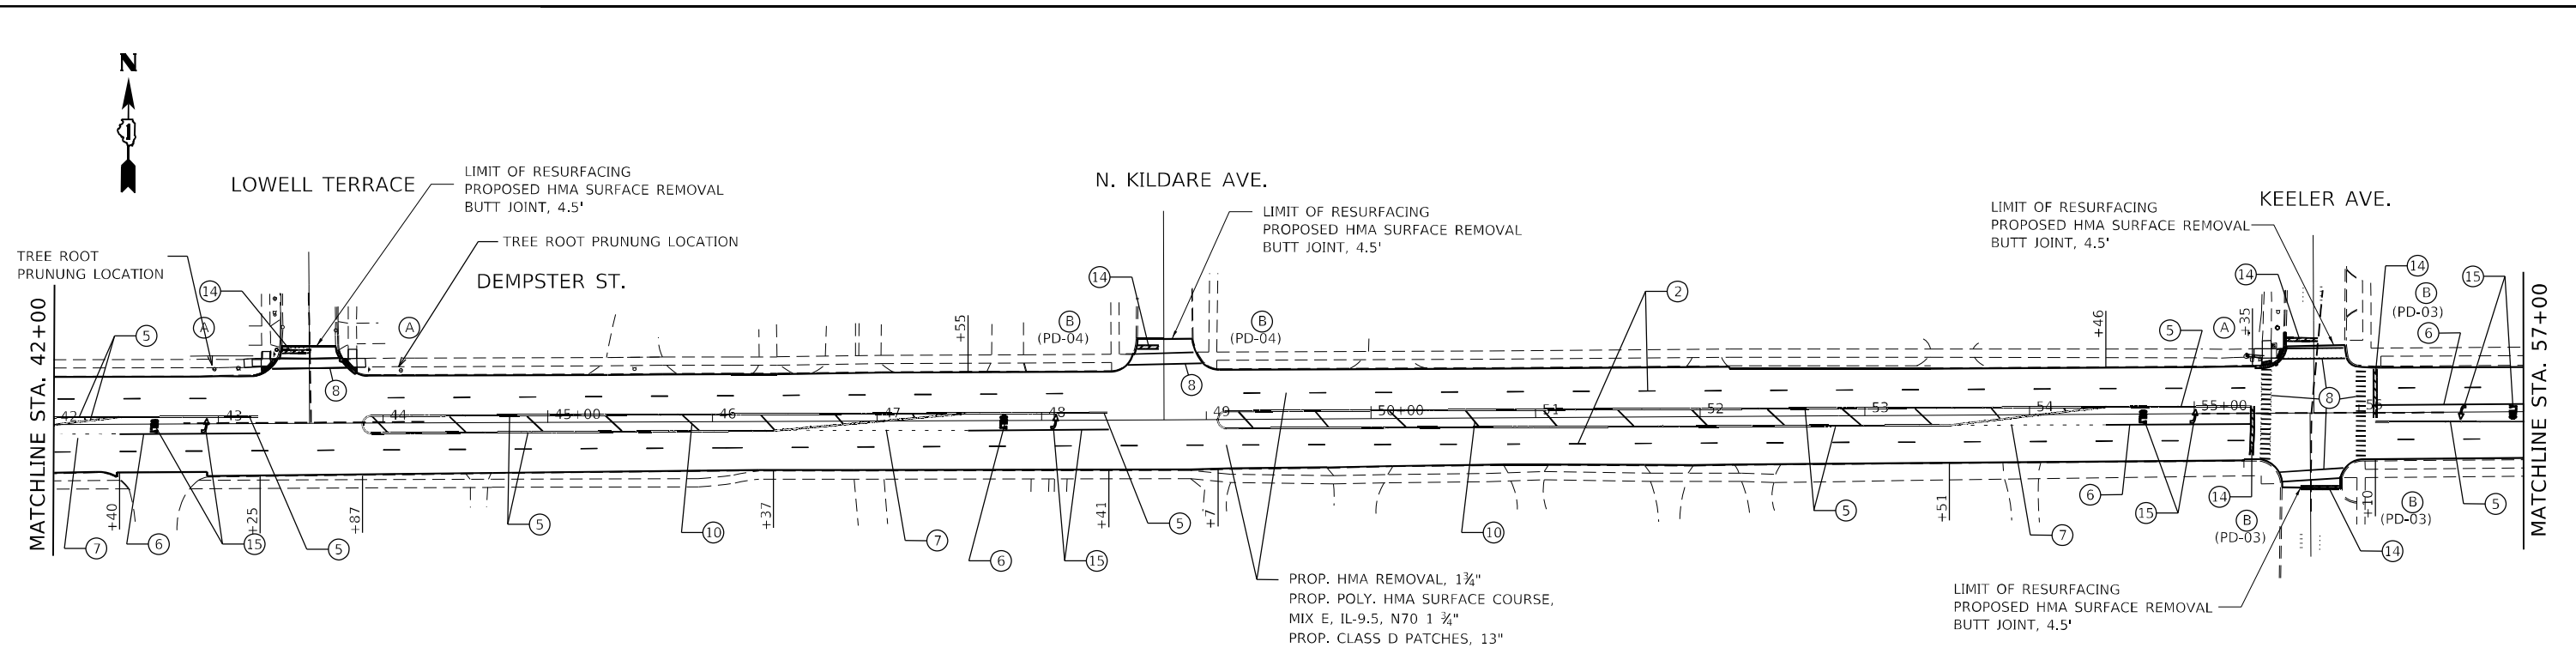 N
1
LOWELL TERRACE
LIMIT OF RESURFACING
PROPOSED HMA SURFACE REMOVAL
BUTT JOINT, 4.5'
TREE ROOT PRUNUNG LOCATION
TREE ROOT
PRUNUNG LOCATION
DEMPSTER ST.
N. KILDARE AVE.
LIMIT OF RESURFACING
PROPOSED HMA SURFACE REMOVAL
BUTT JOINT, 4.5'
LIMIT OF RESURFACING
PROPOSED HMA SURFACE REMOVAL
BUTT JOINT, 4.5'
KEELER AVE.
MATCHLINE STA. 42+00
MATCHLINE STA. 57+00
14
5
A
A
8
+55
B
(PD-04)
14
B
(PD-04)
8
2
+46
5
A
+35
14
14
B
(PD-03)
6
15
8
42
43
44
45+00
46
47
48
49
50+00
51
52
53
54
55+00
56
+40
+25
+87
+37
+41
+7
+51
+10
7
6
15
5
5
10
7
6
15
5
10
5
7
6
15
14
B
(PD-03)
14
B
(PD-03)
5
PROP. HMA REMOVAL, 1¾"
PROP. POLY. HMA SURFACE COURSE,
MIX E, IL-9.5, N70 1 ¾"
PROP. CLASS D PATCHES, 13"
LIMIT OF RESURFACING
PROPOSED HMA SURFACE REMOVAL
BUTT JOINT, 4.5'